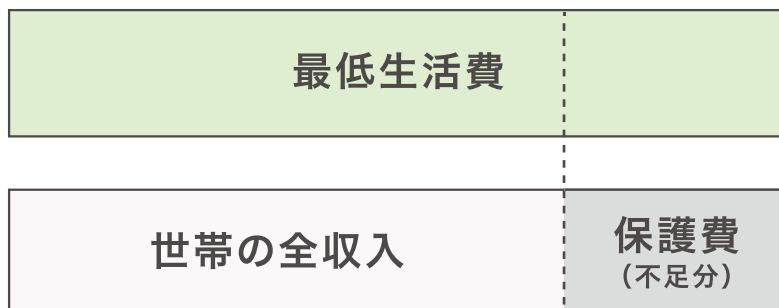 最低生活費
世帯の全収入
保護費
（不足分）